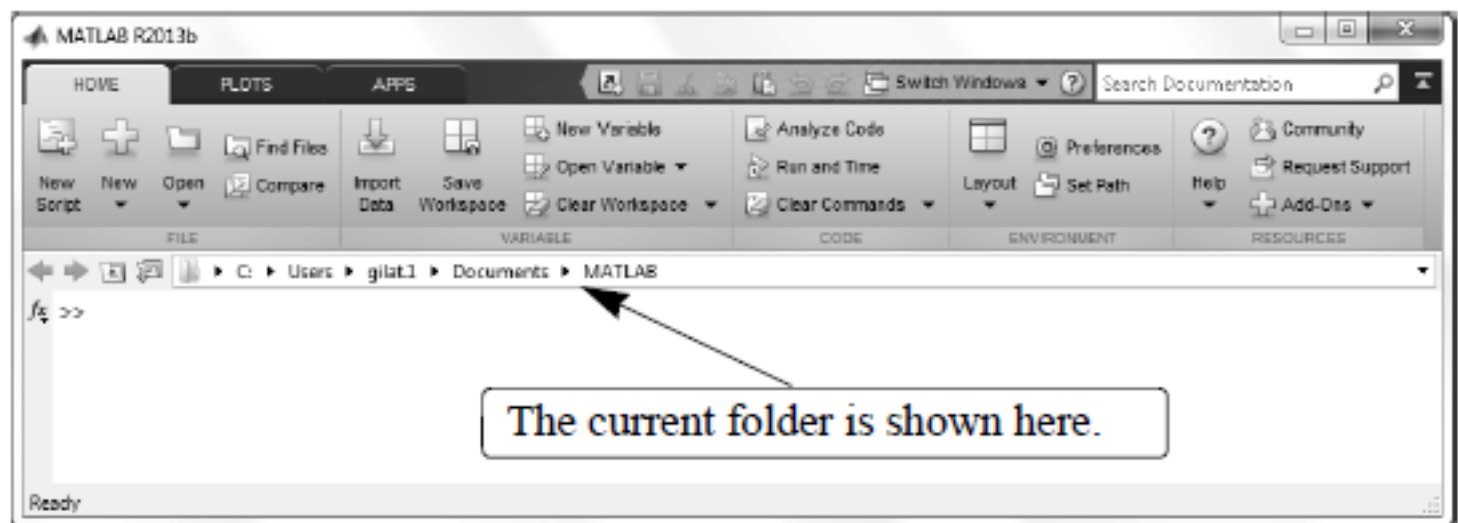 MATLAB R2013b
HOME PLOTS APPS Switch Windows ? Search Documentation
New Variable Analyze Code Community
Find Files Preferences ?
Open Variable Run and Time Request Support
New New Open Compare Import Save Layout Set Path Help
Script Data Workspace Clear Workspace Clear Commands Add-Ons
FILE VARIABLE CODE ENVIRONMENT RESOURCES
C: Users gilat.1 Documents MATLAB
fx >>
The current folder is shown here.
Ready